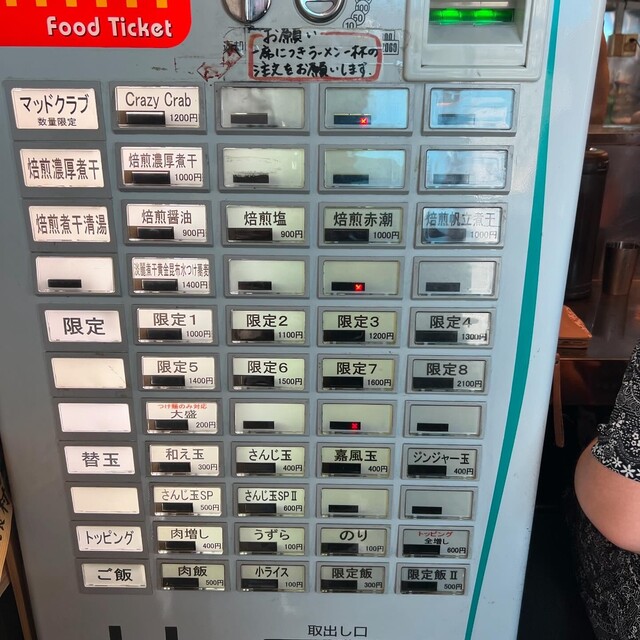 Food Ticket
お願い
一席につきラーメン一杯の
注文をお願いします。
マッドクラブ
数量限定
Crazy Crab
1200円
焙煎濃厚煮干
焙煎濃厚煮干
1000円
焙煎煮干清湯
焙煎醤油
900円
焙煎塩
900円
焙煎赤潮
1000円
焙煎帆立煮干
1000円
淡麗煮干黄金昆布水つけ蕎麦
1400円
限定
限定1
1000円
限定2
1100円
限定3
1200円
限定4
1300円
限定5
1400円
限定6
1500円
限定7
1600円
限定8
2100円
つけ麺のみ対応
大盛
200円
替玉
和え玉
300円
さんじ玉
400円
嘉風玉
400円
ジンジャー玉
400円
さんじ玉SP
500円
さんじ玉SPⅡ
600円
トッピング
肉増し
400円
うずら
100円
のり
100円
トッピング
全増し
600円
ご飯
肉飯
500円
小ライス
100円
限定飯
300円
限定飯Ⅱ
500円
取出し口